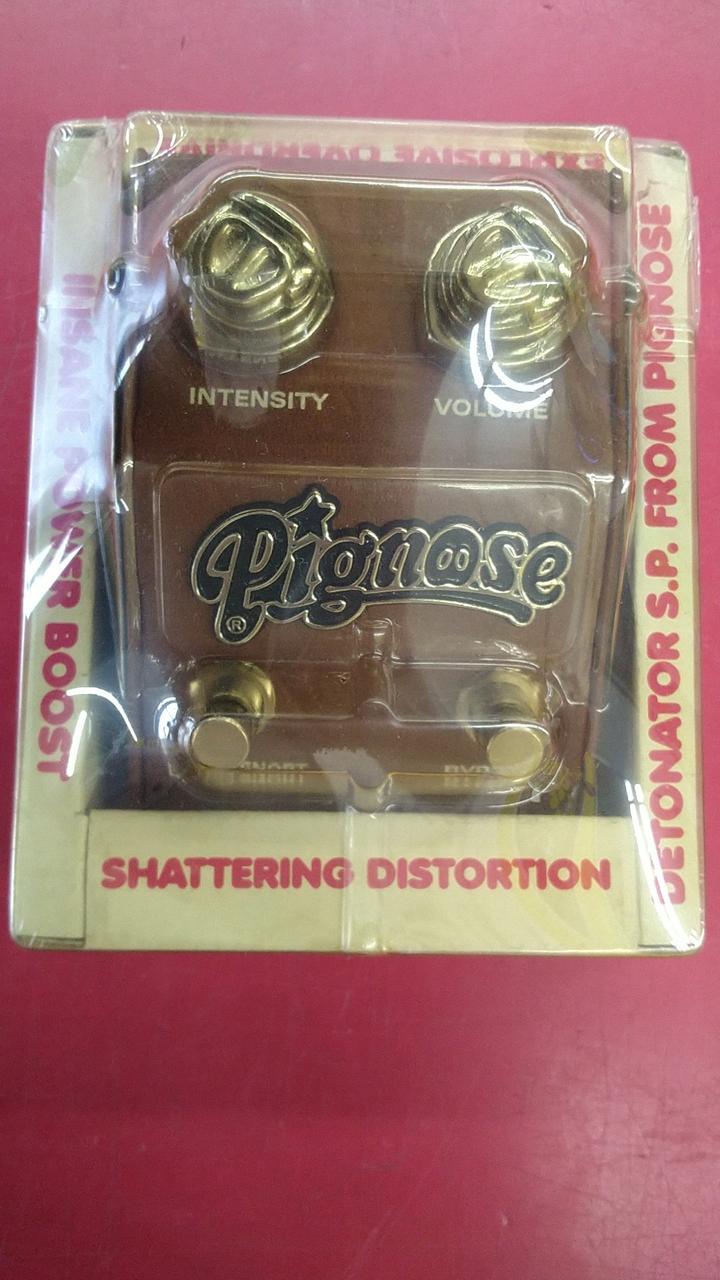 EXPLOSIVE OVERDRIVE
INSANE POWER BOOST
DETONATOR S.P. FROM PIGNOSE
INTENSITY
VOLUME
Pignose
®
SHATTERING DISTORTION